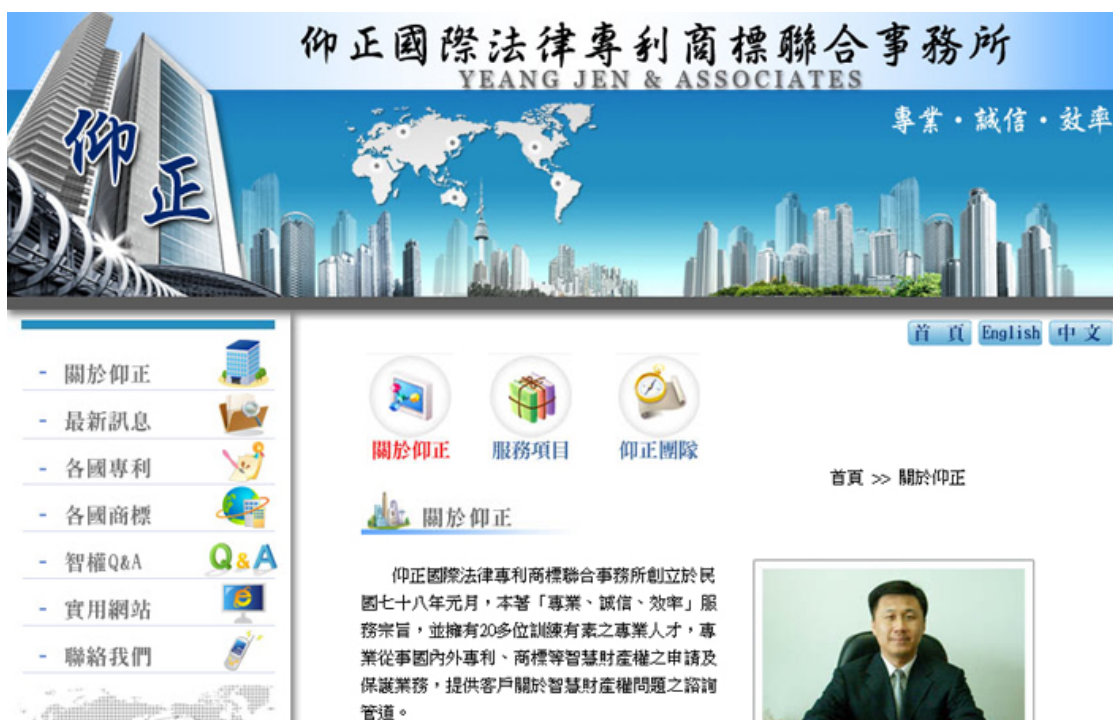 仰正國際法律專利商標聯合事務所
YEANG JEN & ASSOCIATES
專業・誠信・效率
仰正
首 頁 English 中 文
- 關於仰正
- 最新訊息
- 各國專利
- 各國商標
- 智權Q&A
Q&A
- 實用網站
- 聯絡我們
關於仰正 服務項目 仰正團隊
首頁 >> 關於仰正
關於仰正
仰正國際法律專利商標聯合事務所創立於民
國七十八年元月，本著「專業、誠信、效率」服
務宗旨，並擁有20多位訓練有素之專業人才，專
業從事國內外專利、商標等智慧財產權之申請及
保護業務，提供客戶關於智慧財產權問題之諮詢
管道。